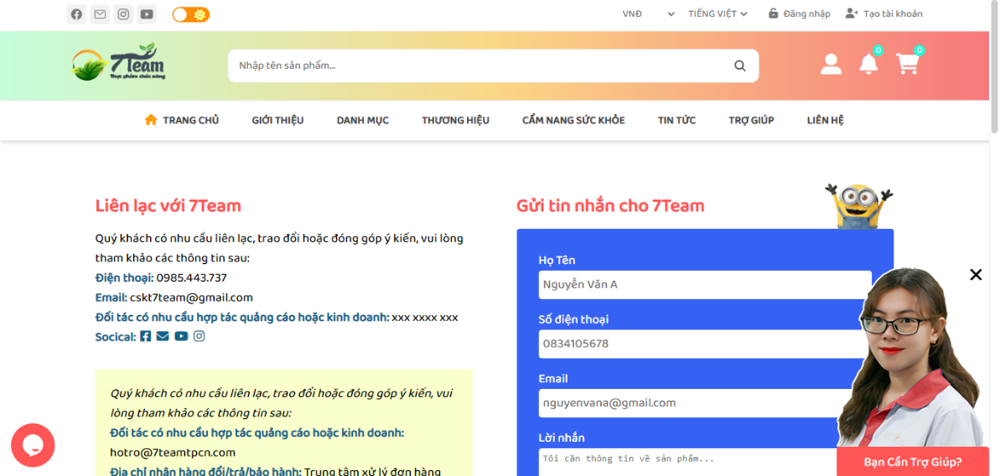 VNĐ
TIẾNG VIỆT
Đăng nhập
Tạo tài khoản
7Team
Thực phẩm chức năng
Nhập tên sản phẩm...
0
0
TRANG CHỦ
GIỚI THIỆU
DANH MỤC
THƯƠNG HIỆU
CẨM NANG SỨC KHỎE
TIN TỨC
TRỢ GIÚP
LIÊN HỆ
Liên lạc với 7Team
Quý khách có nhu cầu liên lạc, trao đổi hoặc đóng góp ý kiến, vui lòng
tham khảo các thông tin sau:
Điện thoại: 0985.443.737
Email: cskt7team@gmail.com
Đối tác có nhu cầu hợp tác quảng cáo hoặc kinh doanh: xxx xxxx xxx
Socical:
Quý khách có nhu cầu liên lạc, trao đổi hoặc đóng góp ý kiến, vui
lòng tham khảo các thông tin sau:
Đối tác có nhu cầu hợp tác quảng cáo hoặc kinh doanh:
hotro@7teamtpcn.com
Địa chỉ nhận hàng đổi/trả/bảo hành: Trung tâm xử lý đơn hàng
Gửi tin nhắn cho 7Team
Họ Tên
Nguyễn Văn A
Số điện thoại
0834105678
Email
nguyenvana@gmail.com
Lời nhắn
Tôi cần thông tin về sản phẩm...
Bạn Cần Trợ Giúp?